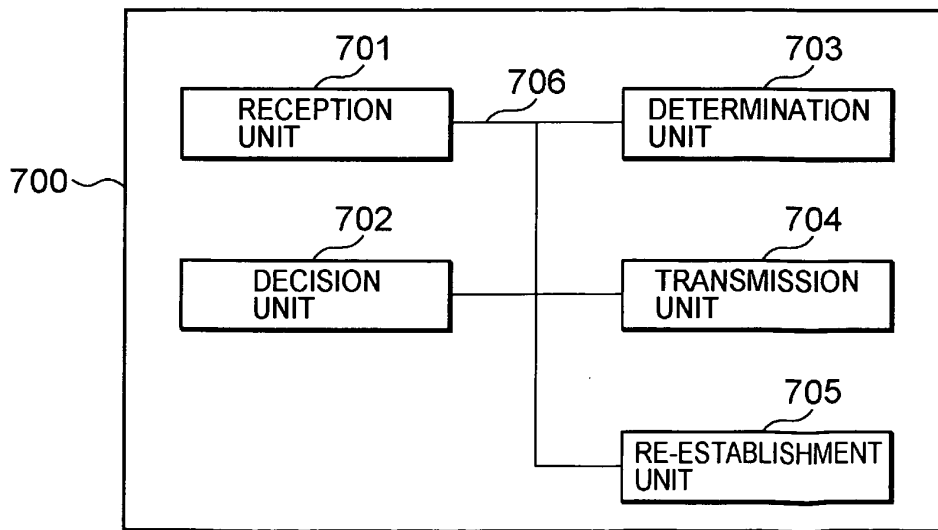 701
703
706
RECEPTION
UNIT
DETERMINATION
UNIT
700
702
704
DECISION
UNIT
TRANSMISSION
UNIT
705
RE-ESTABLISHMENT
UNIT